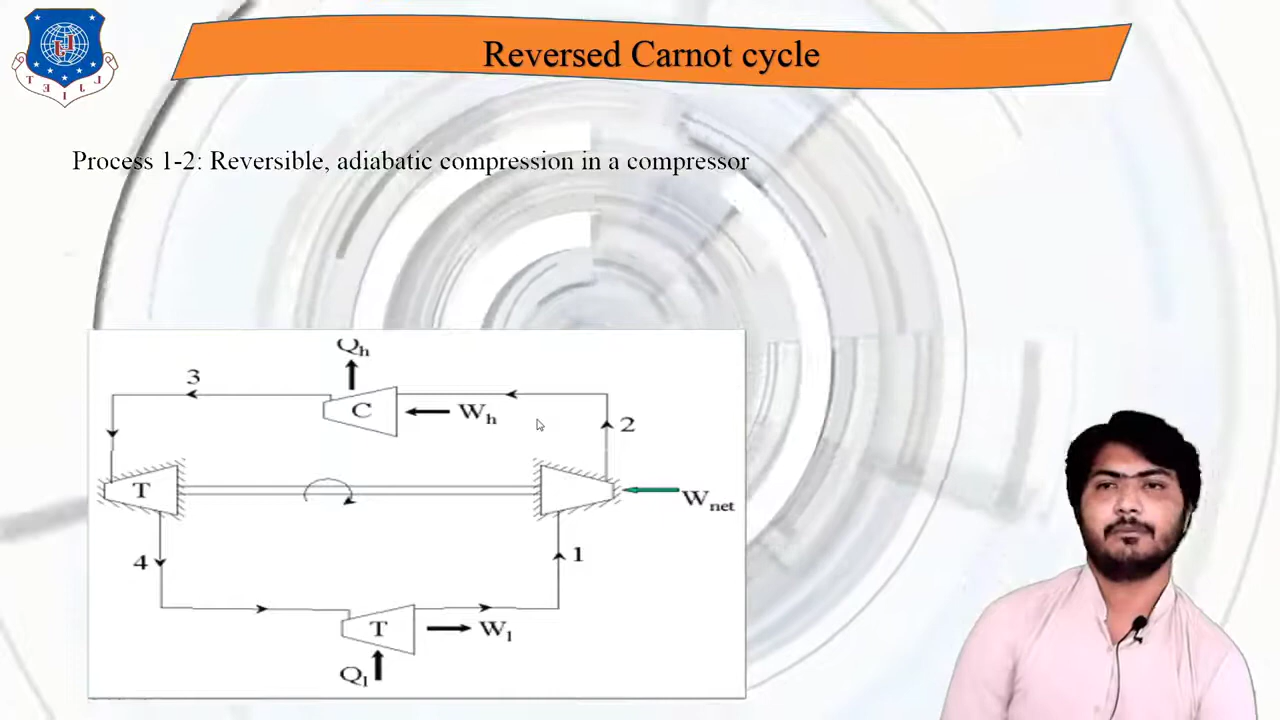 Reversed Carnot cycle
Process 1-2: Reversible, adiabatic compression in a compressor
Qh
3
C
Wh
2
T
Wnet
4
1
T
Wl
Ql